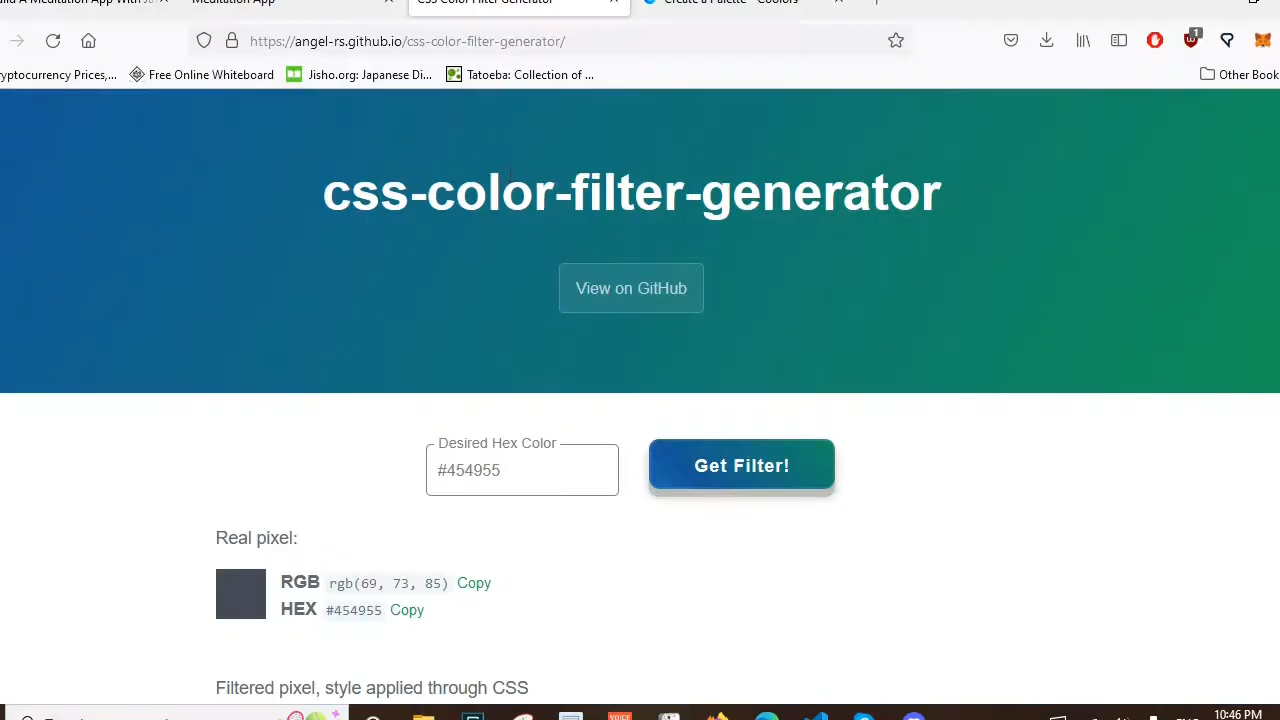 Meditation App
CSS Color Filter Generator
Create a Palette - Coolors
https://angel-rs.github.io/css-color-filter-generator/
1
yptocurrency Prices,... Free Online Whiteboard Jisho.org: Japanese Di... Tatoeba: Collection of ... Other Book
css-color-filter-generator
View on GitHub
Desired Hex Color
#454955
Get Filter!
Real pixel:
RGB rgb(69, 73, 85) Copy
HEX #454955 Copy
Filtered pixel, style applied through CSS
VOICE
10:46 PM